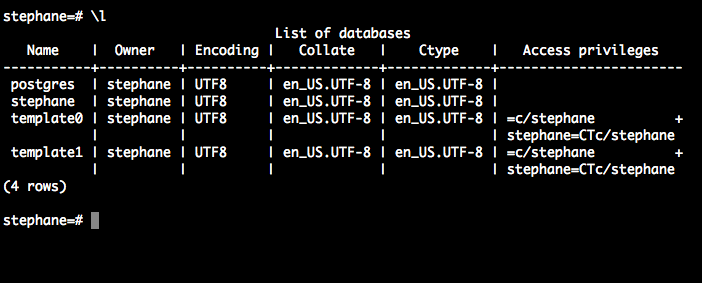 stephane=# \l
                                  List of databases
   Name    |  Owner   | Encoding |   Collate   |    Ctype    |   Access privileges
-----------+----------+----------+-------------+-------------+-----------------------
 postgres  | stephane | UTF8     | en_US.UTF-8 | en_US.UTF-8 |
 stephane  | stephane | UTF8     | en_US.UTF-8 | en_US.UTF-8 |
 template0 | stephane | UTF8     | en_US.UTF-8 | en_US.UTF-8 | =c/stephane          +
           |          |          |             |             | stephane=CTc/stephane
 template1 | stephane | UTF8     | en_US.UTF-8 | en_US.UTF-8 | =c/stephane          +
           |          |          |             |             | stephane=CTc/stephane
(4 rows)

stephane=#